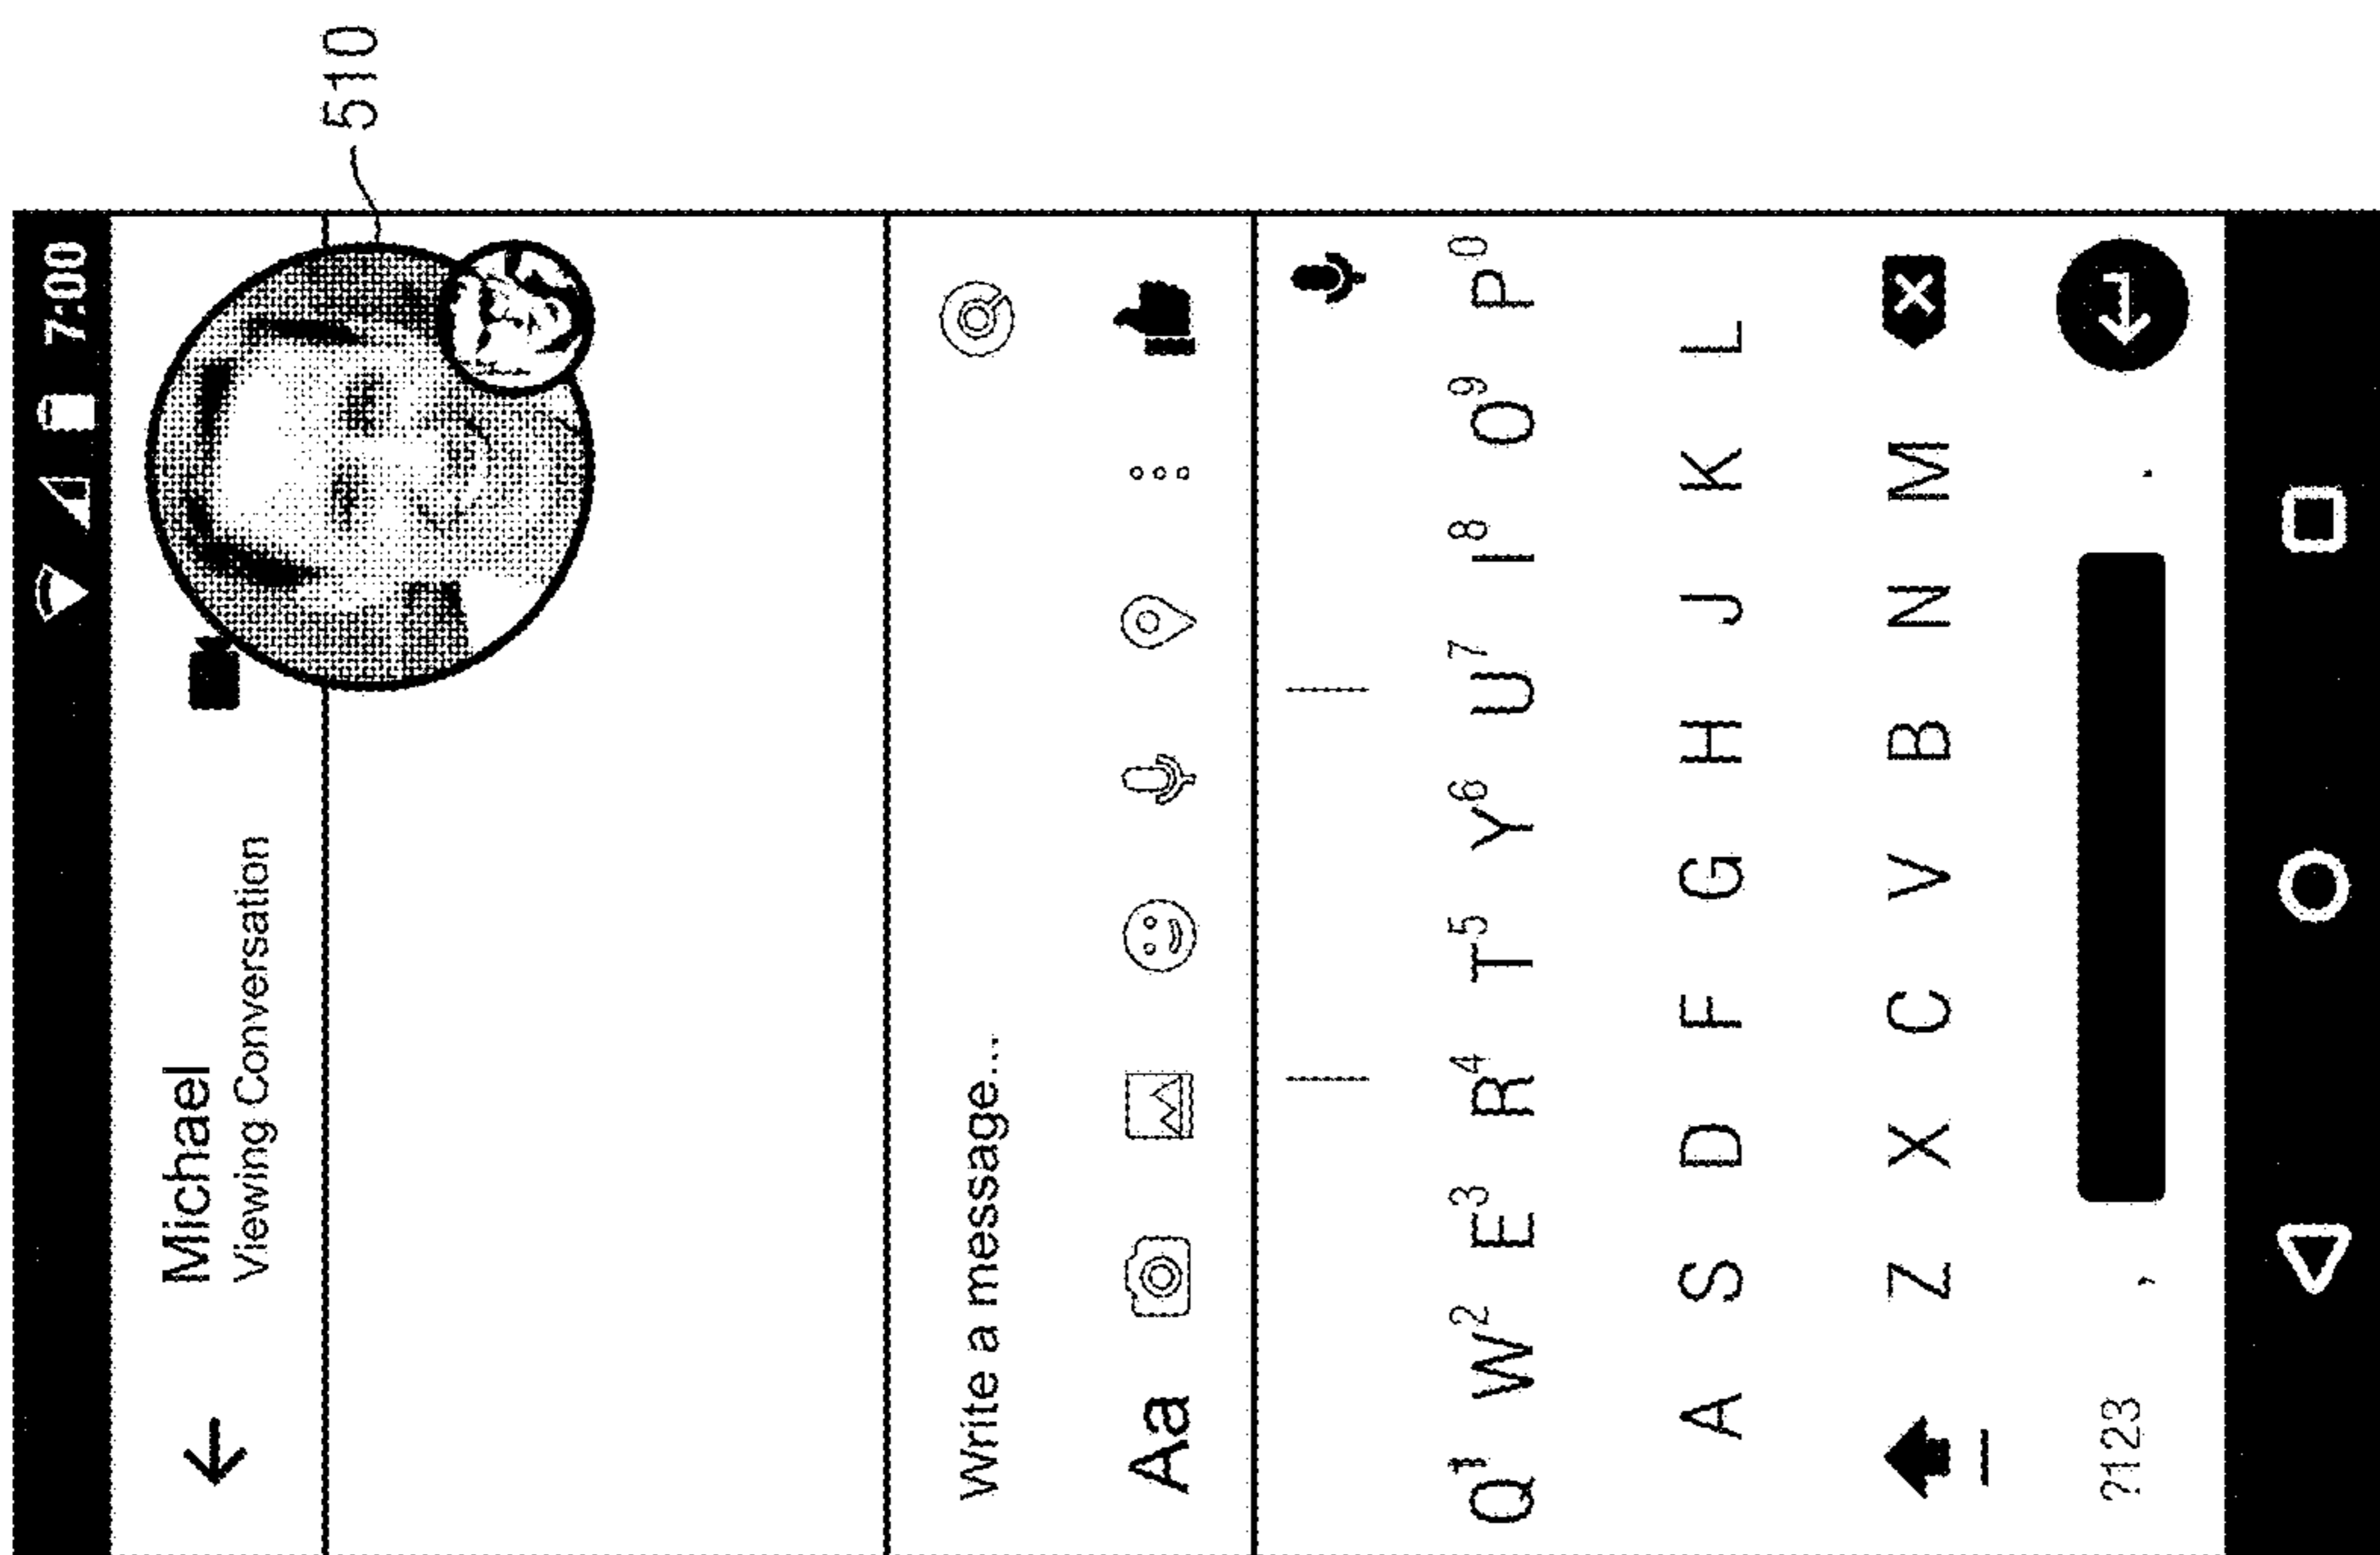 7:00
510
Michael
Viewing Conversation
Write a message...
Aa
Q1 W2 E3 R4 T5 Y6 U7 I8 O9 P0
A S D F G H J K L
Z X C V B N M
?123 , .